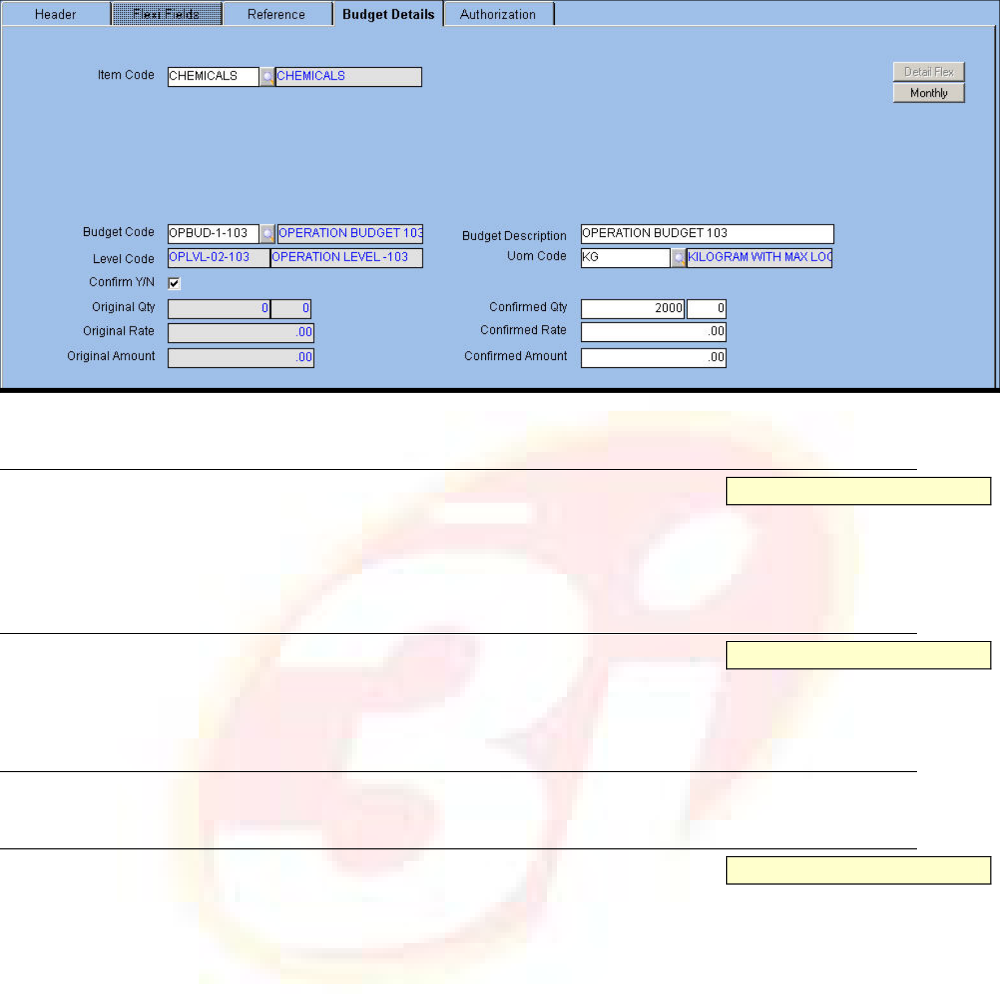 Header Flexi Fields Reference Budget Details Authorization
Item Code CHEMICALS CHEMICALS Detail Flex
Monthly
Budget Code OPBUD-1-103 OPERATION BUDGET 103 Budget Description OPERATION BUDGET 103
Level Code OPLVL-02-103 OPERATION LEVEL -103 Uom Code KG KILOGRAM WITH MAX LOC
Confirm Y/N
Original Qty 0 0 Confirmed Qty 2000 0
Original Rate .00 Confirmed Rate .00
Original Amount .00 Confirmed Amount .00